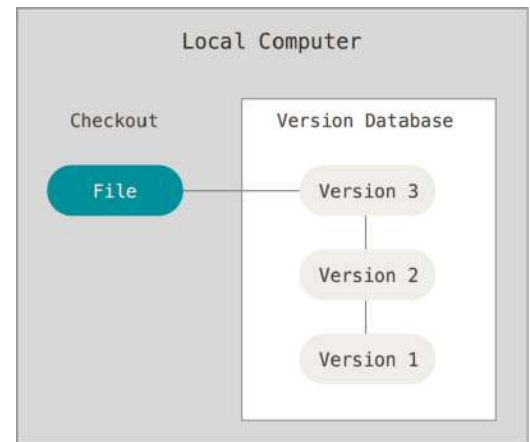 Local Computer
Checkout
Version Database
File
Version 3
Version 2
Version 1